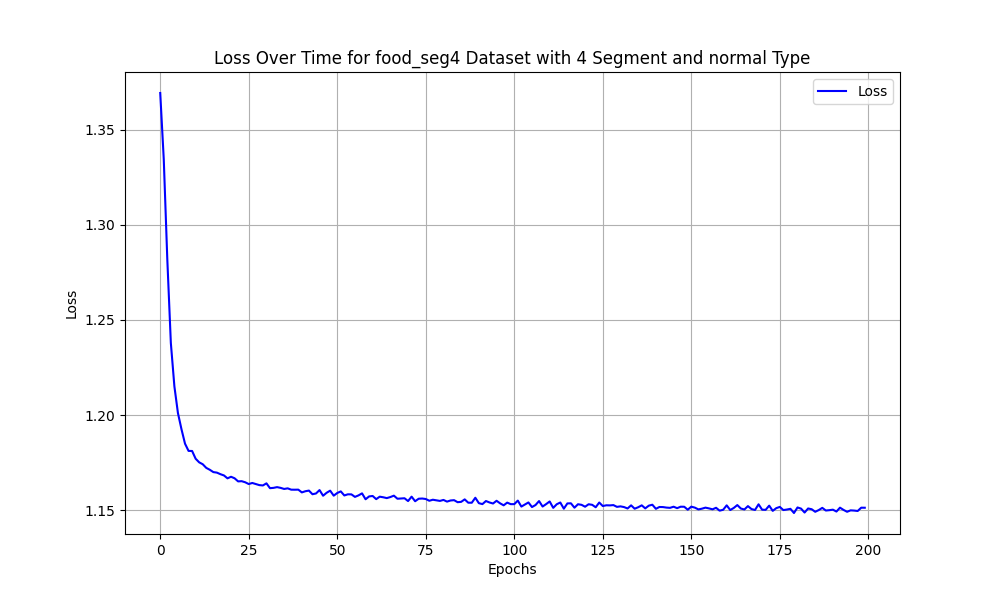 Loss Over Time for food_seg4 Dataset with 4 Segment and normal Type
Loss
1.35
1.30
1.25
1.20
1.15
Loss
0 25 50 75 100 125 150 175 200
Epochs